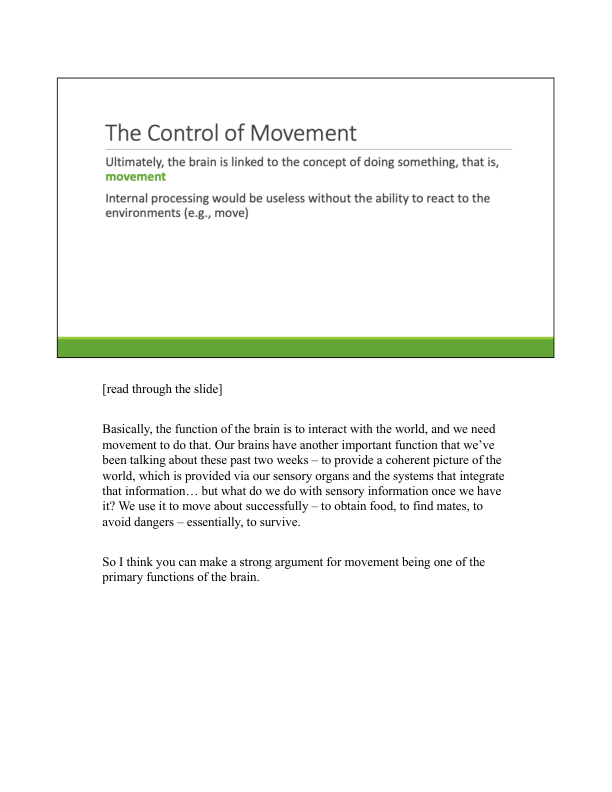 The Control of Movement
Ultimately, the brain is linked to the concept of doing something, that is,
movement
Internal processing would be useless without the ability to react to the
environments (e.g., move)
[read through the slide]
Basically, the function of the brain is to interact with the world, and we need
movement to do that. Our brains have another important function that we’ve
been talking about these past two weeks – to provide a coherent picture of the
world, which is provided via our sensory organs and the systems that integrate
that information… but what do we do with sensory information once we have
it? We use it to move about successfully – to obtain food, to find mates, to
avoid dangers – essentially, to survive.
So I think you can make a strong argument for movement being one of the
primary functions of the brain.